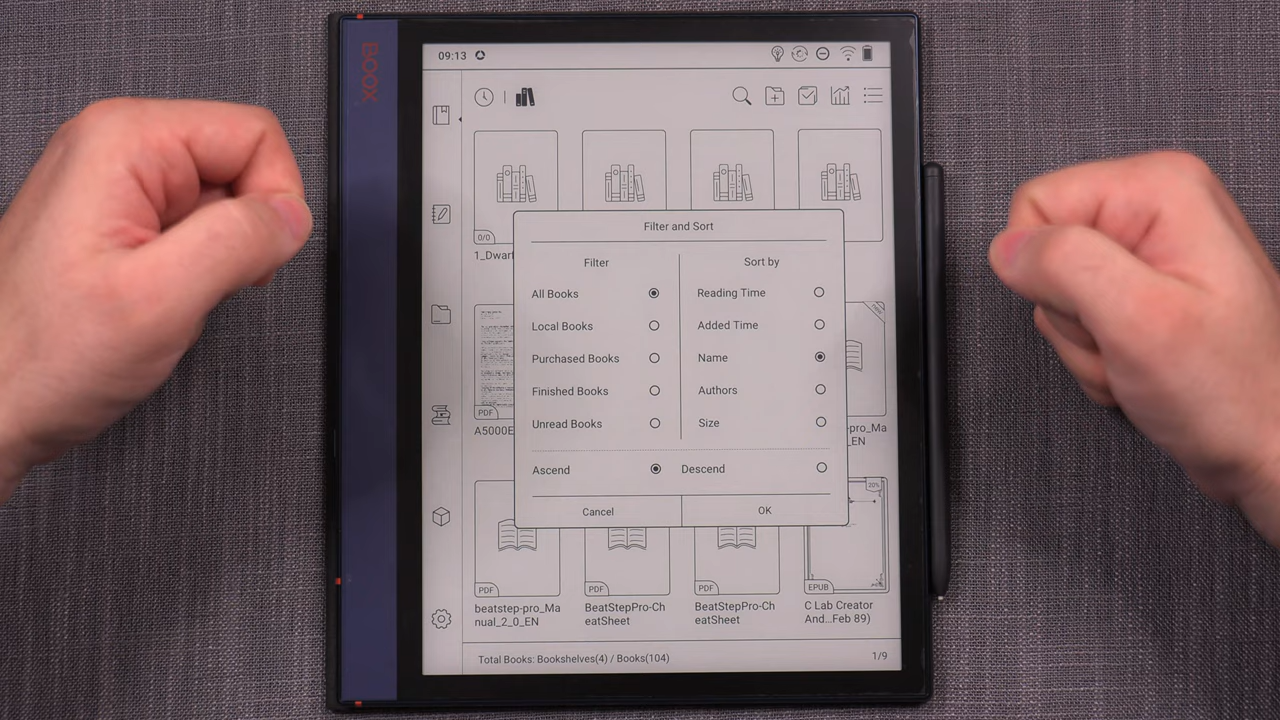 BOOX
09:13
0/0
1_Dwarf
Filter and Sort
Filter
Sort by
All Books
Reading Time
Local Books
Added Time
Purchased Books
Name
Finished Books
Authors
Unread Books
Size
Ascend
Descend
Cancel
OK
PDF
A5000E
pro_Ma
_EN
20%
PDF
PDF
PDF
EPUB
beatstep-pro_Ma
nual_2_0_EN
BeatStepPro-Ch
eatSheet
BeatStepPro-Ch
eatSheet
C Lab Creator
And...Feb 89)
Total Books: Bookshelves(4) / Books(104)
1/9